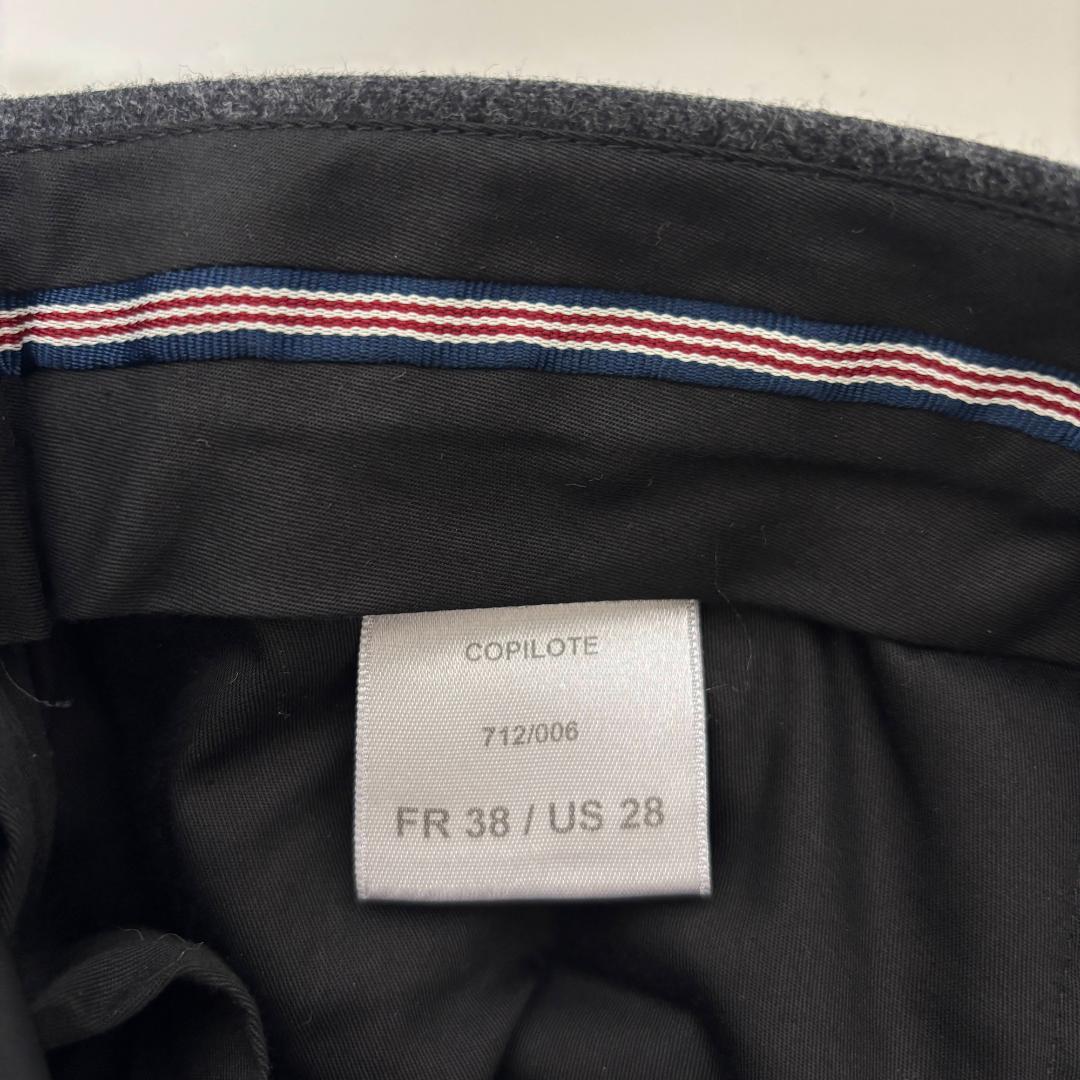 COPILOTE
712/006
FR 38 / US 28